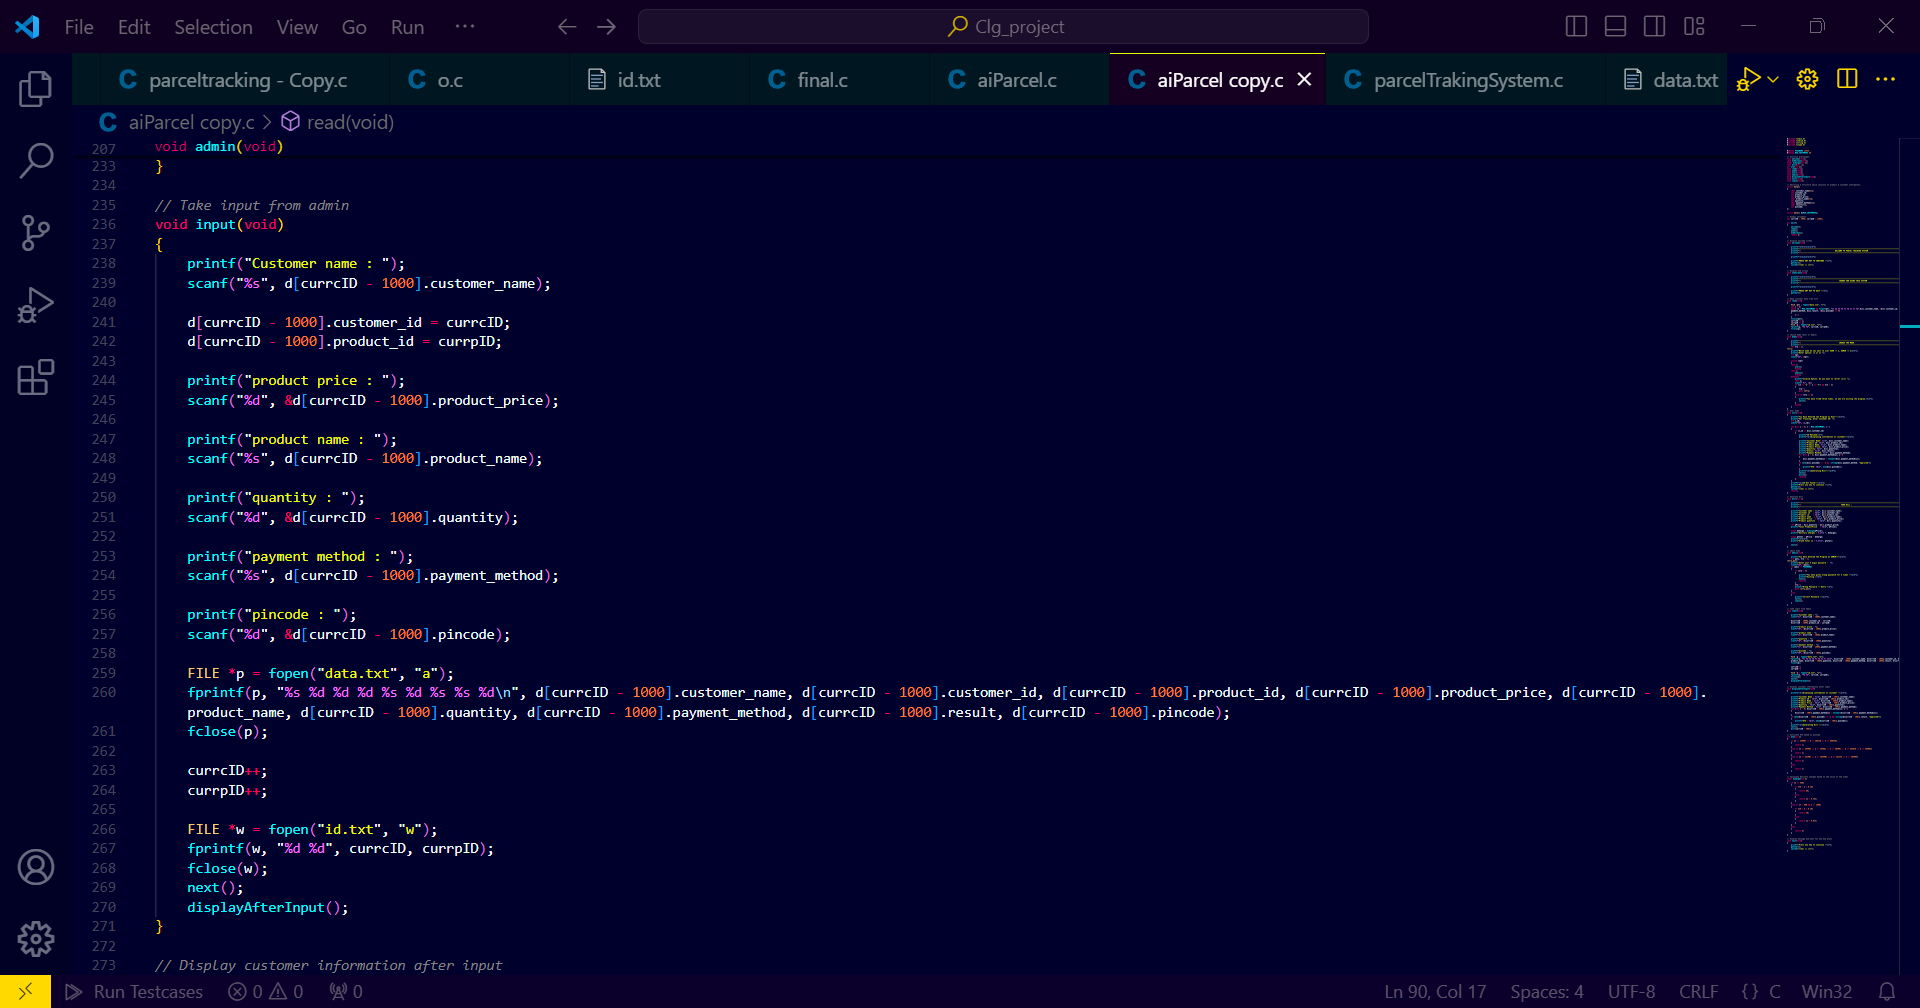 File Edit Selection View Go Run ··· Clg_project
parceltracking - Copy.c o.c id.txt final.c aiParcel.c aiParcel copy.c parcelTrakingSystem.c data.txt
aiParcel copy.c > read(void)
207 void admin(void)
233 }
234
235 // Take input from admin
236 void input(void)
237 {
238 printf("Customer name : ");
239 scanf("%s", d[currcID - 1000].customer_name);
240
241 d[currcID - 1000].customer_id = currcID;
242 d[currcID - 1000].product_id = currpID;
243
244 printf("product price : ");
245 scanf("%d", &d[currcID - 1000].product_price);
246
247 printf("product name : ");
248 scanf("%s", d[currcID - 1000].product_name);
249
250 printf("quantity : ");
251 scanf("%d", &d[currcID - 1000].quantity);
252
253 printf("payment method : ");
254 scanf("%s", d[currcID - 1000].payment_method);
255
256 printf("pincode : ");
257 scanf("%d", &d[currcID - 1000].pincode);
258
259 FILE *p = fopen("data.txt", "a");
260 fprintf(p, "%s %d %d %d %s %d %s %s %d\n", d[currcID - 1000].customer_name, d[currcID - 1000].customer_id, d[currcID - 1000].product_id, d[currcID - 1000].product_price, d[currcID - 1000].
product_name, d[currcID - 1000].quantity, d[currcID - 1000].payment_method, d[currcID - 1000].result, d[currcID - 1000].pincode);
261 fclose(p);
262
263 currcID++;
264 currpID++;
265
266 FILE *w = fopen("id.txt", "w");
267 fprintf(w, "%d %d", currcID, currpID);
268 fclose(w);
269 next();
270 displayAfterInput();
271 }
272
273 // Display customer information after input
Run Testcases 0 0 0 Ln 90, Col 17 Spaces: 4 UTF-8 CRLF {} C Win32